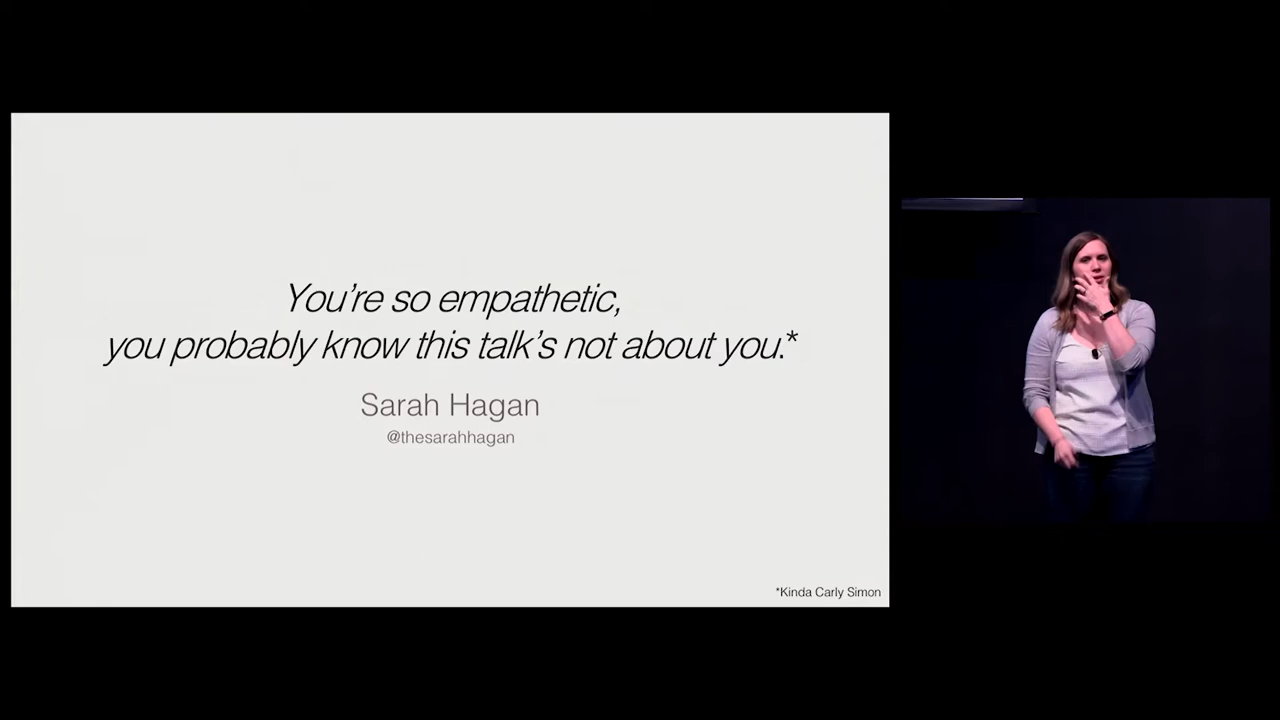 You're so empathetic,
you probably know this talk's not about you.*
Sarah Hagan
@thesarahhagan
*Kinda Carly Simon